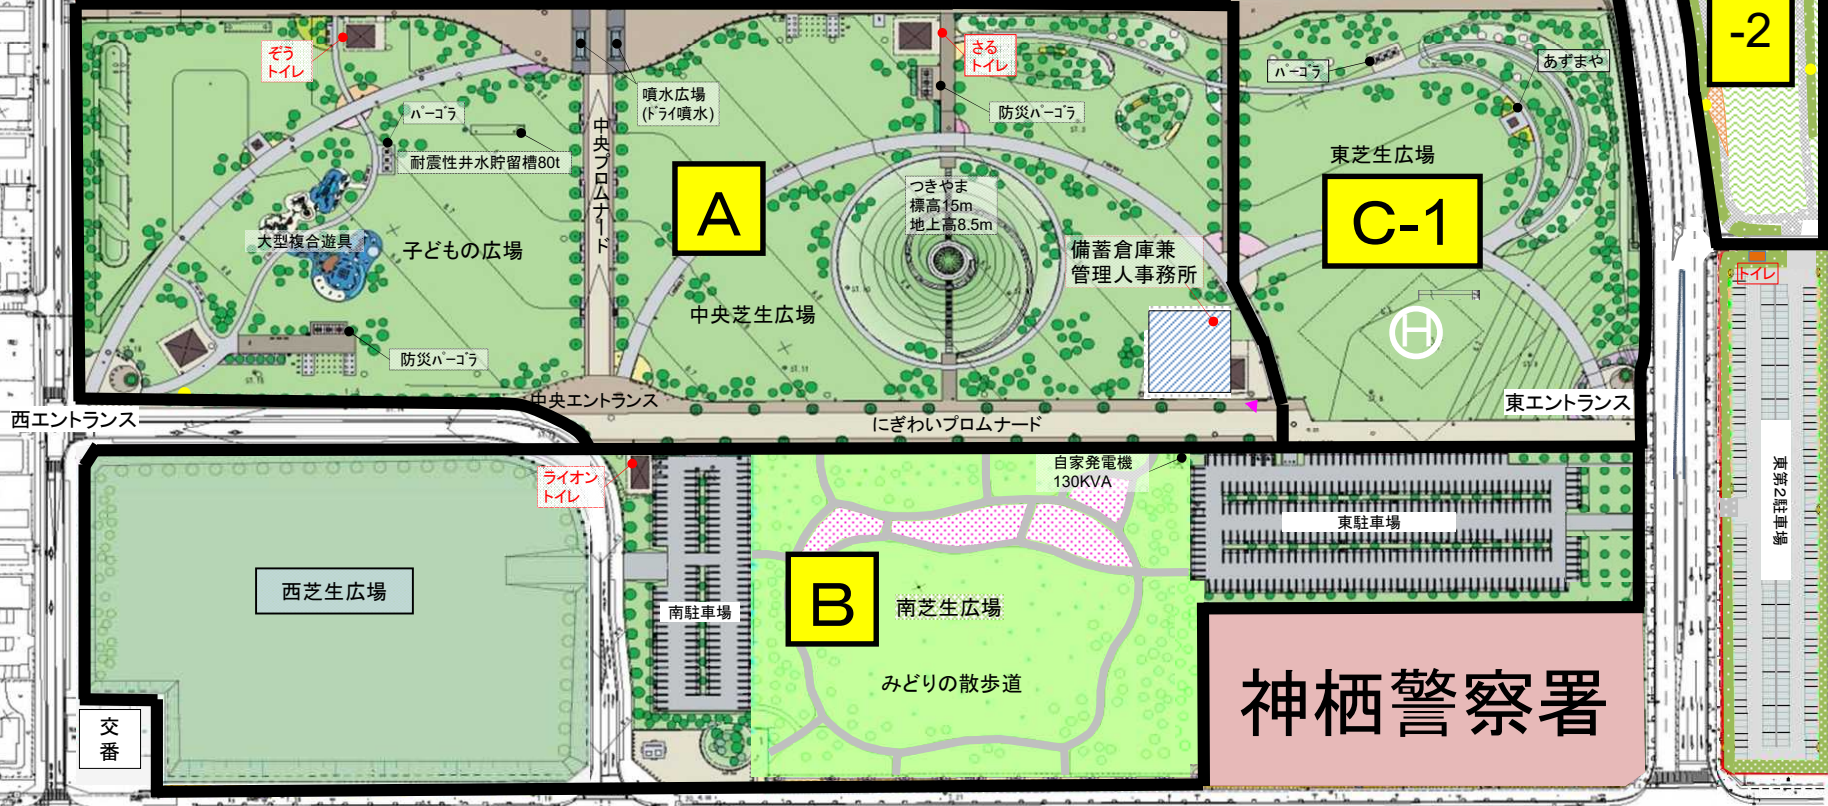 -2
ぞう
トイレ
さる
トイレ
パーゴラ
あずまや
噴水広場
(ドライ噴水)
パーゴラ
防災パーゴラ
耐震性井水貯留槽80t
中央プロムナード
東芝生広場
A
つきやま
標高15m
地上高8.5m
C-1
大型複合遊具
子どもの広場
備蓄倉庫兼
管理人事務所
トイレ
中央芝生広場
H
防災パーゴラ
中央エントランス
東エントランス
西エントランス
にぎわいプロムナード
ライオン
トイレ
自家発電機
130KVA
東駐車場
東第2駐車場
西芝生広場
南駐車場
B
南芝生広場
みどりの散歩道
神栖警察署
交
番